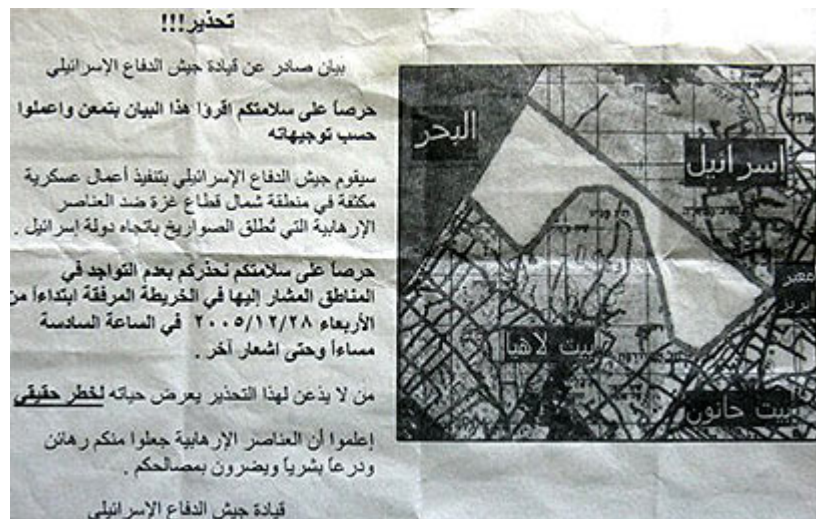 تحذير!!!
بيان صادر عن قيادة جيش الدفاع الإسرائيلي
حرصاً على سلامتكم اقرؤا هذا البيان بتمعن واعملوا
حسب توجيهاته
سيقوم جيش الدفاع الإسرائيلي بتنفيذ أعمال عسكرية
مكثفة في منطقة شمال قطاع غزة ضد العناصر
الإرهابية التي تُطلق الصواريخ باتجاه دولة إسرائيل .
حرصاً على سلامتكم نحذركم بعدم التواجد في
المناطق المشار إليها في الخريطة المرفقة ابتداءاً من
الأربعاء ٢٠٠٥/١٢/٢٨ في الساعة السادسة
مساءاً وحتى اشعار آخر .
من لا يذعن لهذا التحذير يعرض حياته لخطر حقيقي
إعلموا أن العناصر الإرهابية جعلوا منكم رهائن
ودرعاً بشرياً ويضرون بمصالحكم .
قيادة جيش الدفاع الإسرائيلي
البحر
اسرائيل
معبر
ايريز
بيت لاهيا
بيت حانون